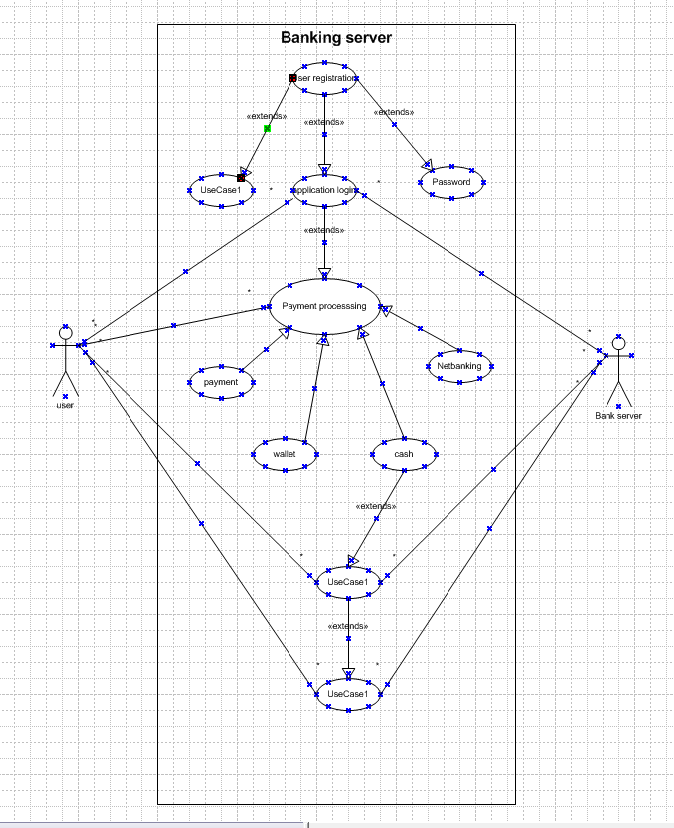 Banking server
User registration
«extends»
«extends»
«extends»
UseCase1
Application login
Password
*
*
«extends»
*
Payment processsing
*
*
*
*
*
*
*
*
user
Bank server
payment
Netbanking
wallet
cash
«extends»
*
*
UseCase1
«extends»
*
*
UseCase1